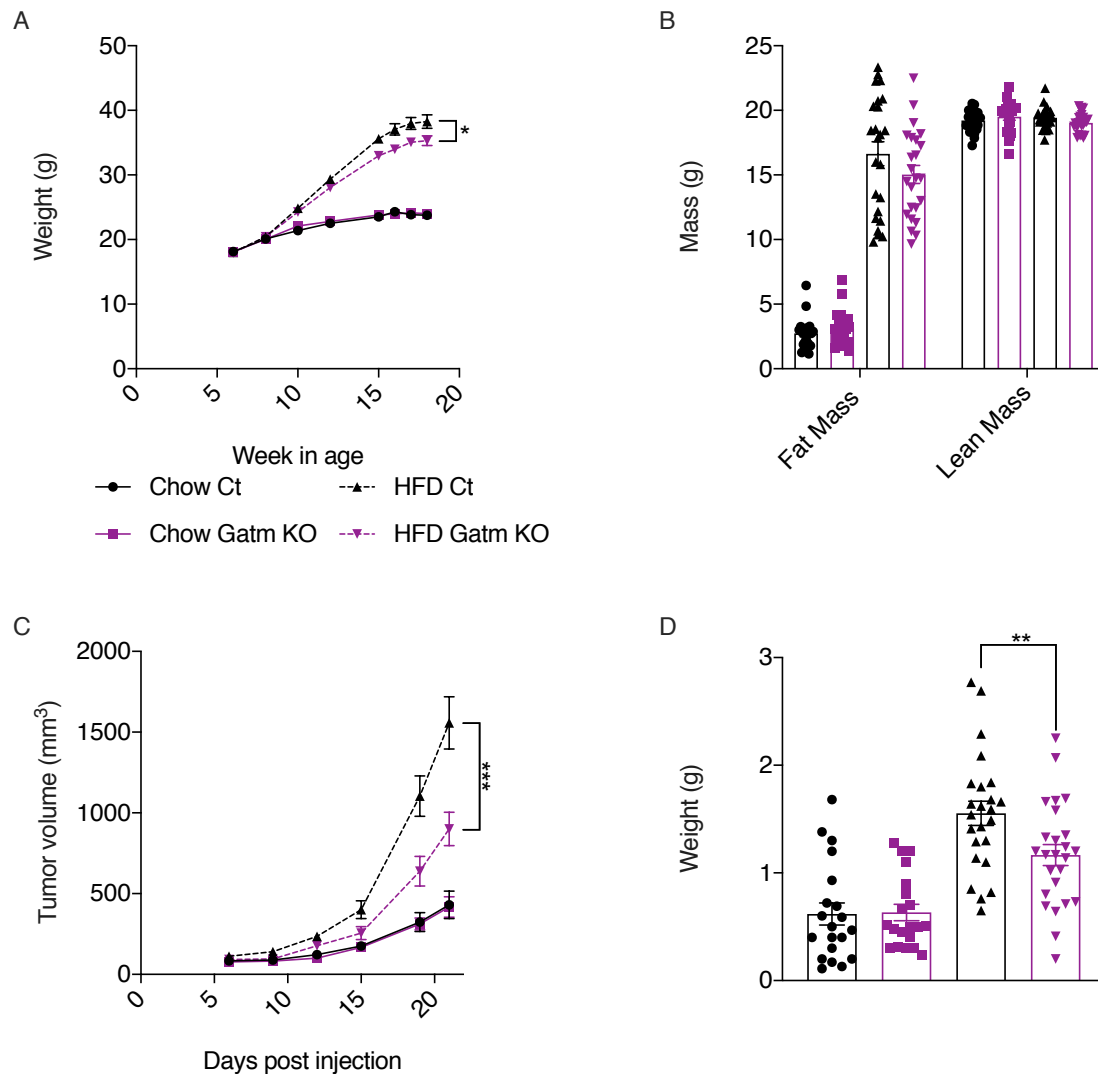 A
50
40
30
20
10
0
Weight (g)
*
0
5
10
15
20
Week in age
Chow Ct
HFD Ct
Chow Gatm KO
HFD Gatm KO
B
25
20
15
10
5
0
Mass (g)
Fat Mass
Lean Mass
C
2000
1500
1000
500
0
Tumor volume (mm³)
***
0
5
10
15
20
Days post injection
D
**
3
2
1
0
Weight (g)